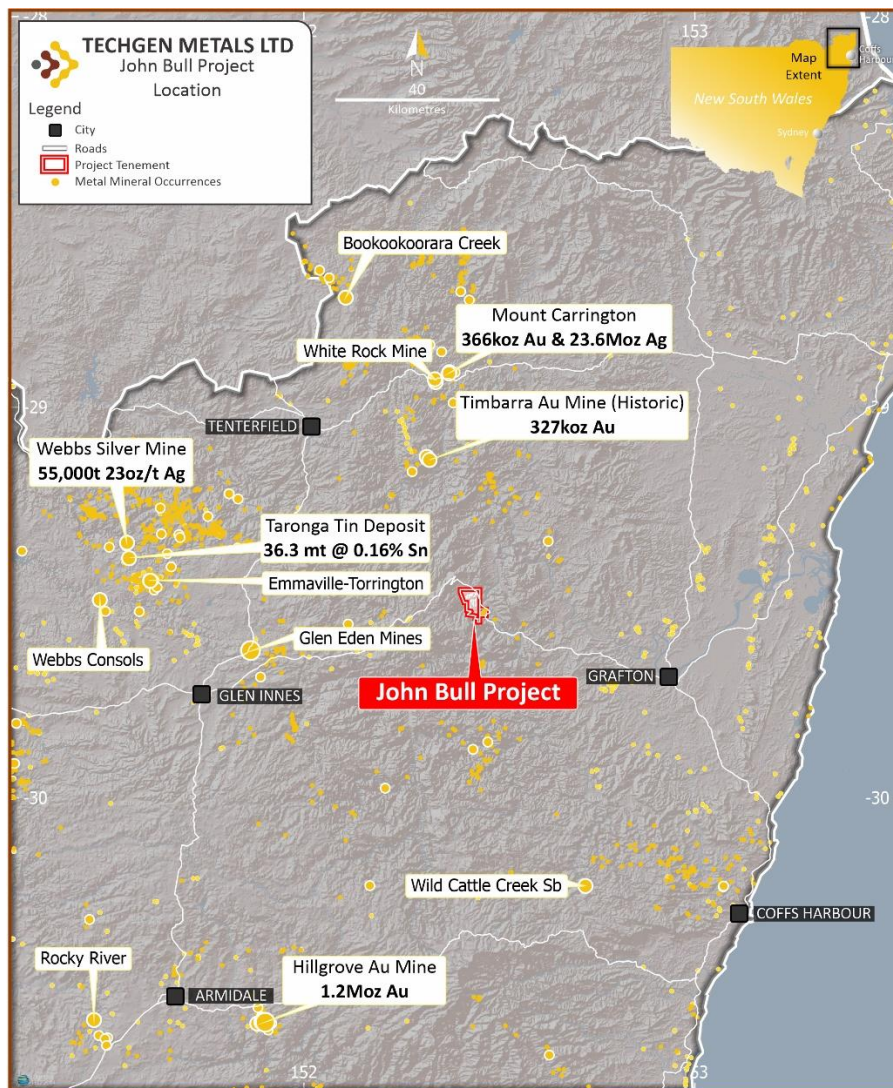 TECHGEN METALS LTD
John Bull Project
Location
Legend
City
Roads
Project Tenement
Metal Mineral Occurrences
N
40
Kilometres
Map
Extent
Coffs
Harbour
New South Wales
Sydney
-28
152
153
-28
Bookookoorara Creek
Mount Carrington
366koz Au & 23.6Moz Ag
White Rock Mine
-29
-29
Timbarra Au Mine (Historic)
327koz Au
TENTERFIELD
Webbs Silver Mine
55,000t 23oz/t Ag
Taronga Tin Deposit
36.3 mt @ 0.16% Sn
Emmaville-Torrington
Glen Eden Mines
Webbs Consols
GRAFTON
John Bull Project
GLEN INNES
-30
-30
Wild Cattle Creek Sb
COFFS HARBOUR
Rocky River
Hillgrove Au Mine
1.2Moz Au
ARMIDALE
152
153